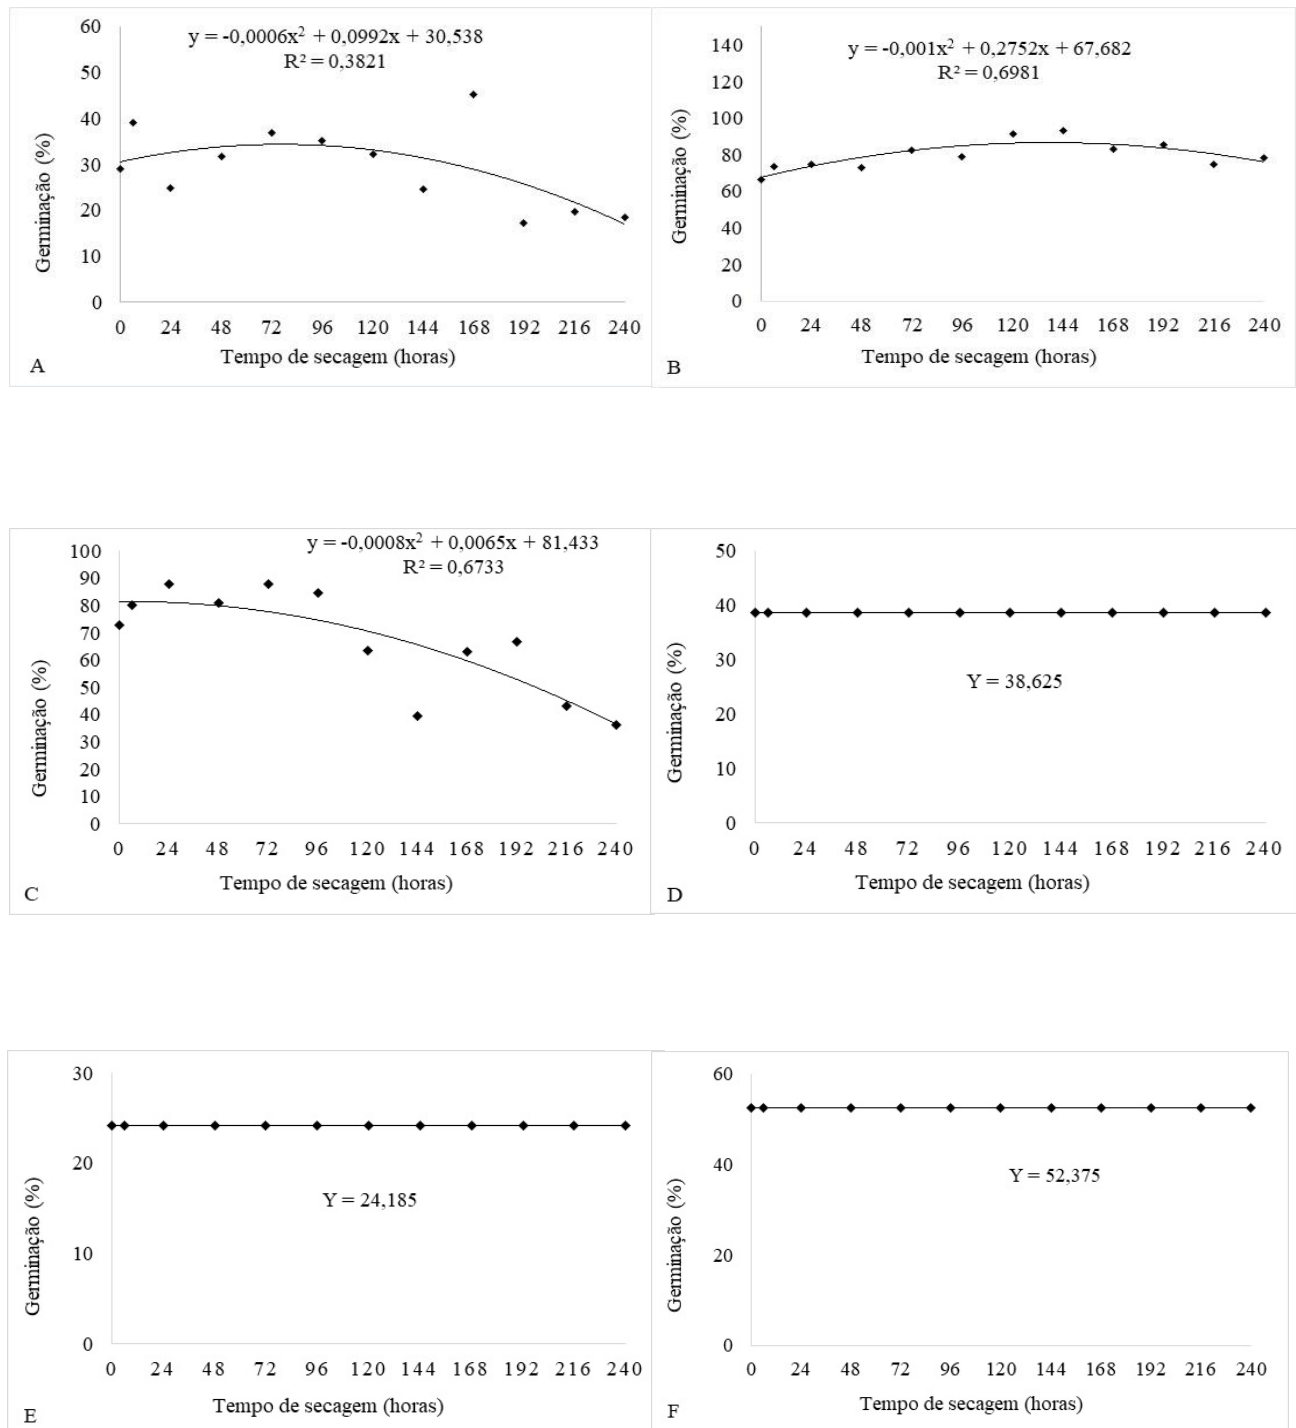 y = -0,0006x² + 0,0992x + 30,538
R² = 0,3821
60
50
40
30
20
10
0
Germinação (%)
0 24 48 72 96 120 144 168 192 216 240
Tempo de secagem (horas)
A
y = -0,001x² + 0,2752x + 67,682
R² = 0,6981
140
120
100
80
60
40
20
0
Germinação (%)
0 24 48 72 96 120 144 168 192 216 240
Tempo de secagem (horas)
B
y = -0,0008x² + 0,0065x + 81,433
R² = 0,6733
100
90
80
70
60
50
40
30
20
10
0
Germinação (%)
0 24 48 72 96 120 144 168 192 216 240
Tempo de secagem (horas)
C
50
40
30
20
10
0
Germinação (%)
Y = 38,625
0 24 48 72 96 120 144 168 192 216 240
Tempo de secagem (horas)
D
30
20
10
0
Germinação (%)
Y = 24,185
0 24 48 72 96 120 144 168 192 216 240
Tempo de secagem (horas)
E
60
40
20
0
Germinação (%)
Y = 52,375
0 24 48 72 96 120 144 168 192 216 240
Tempo de secagem (horas)
F